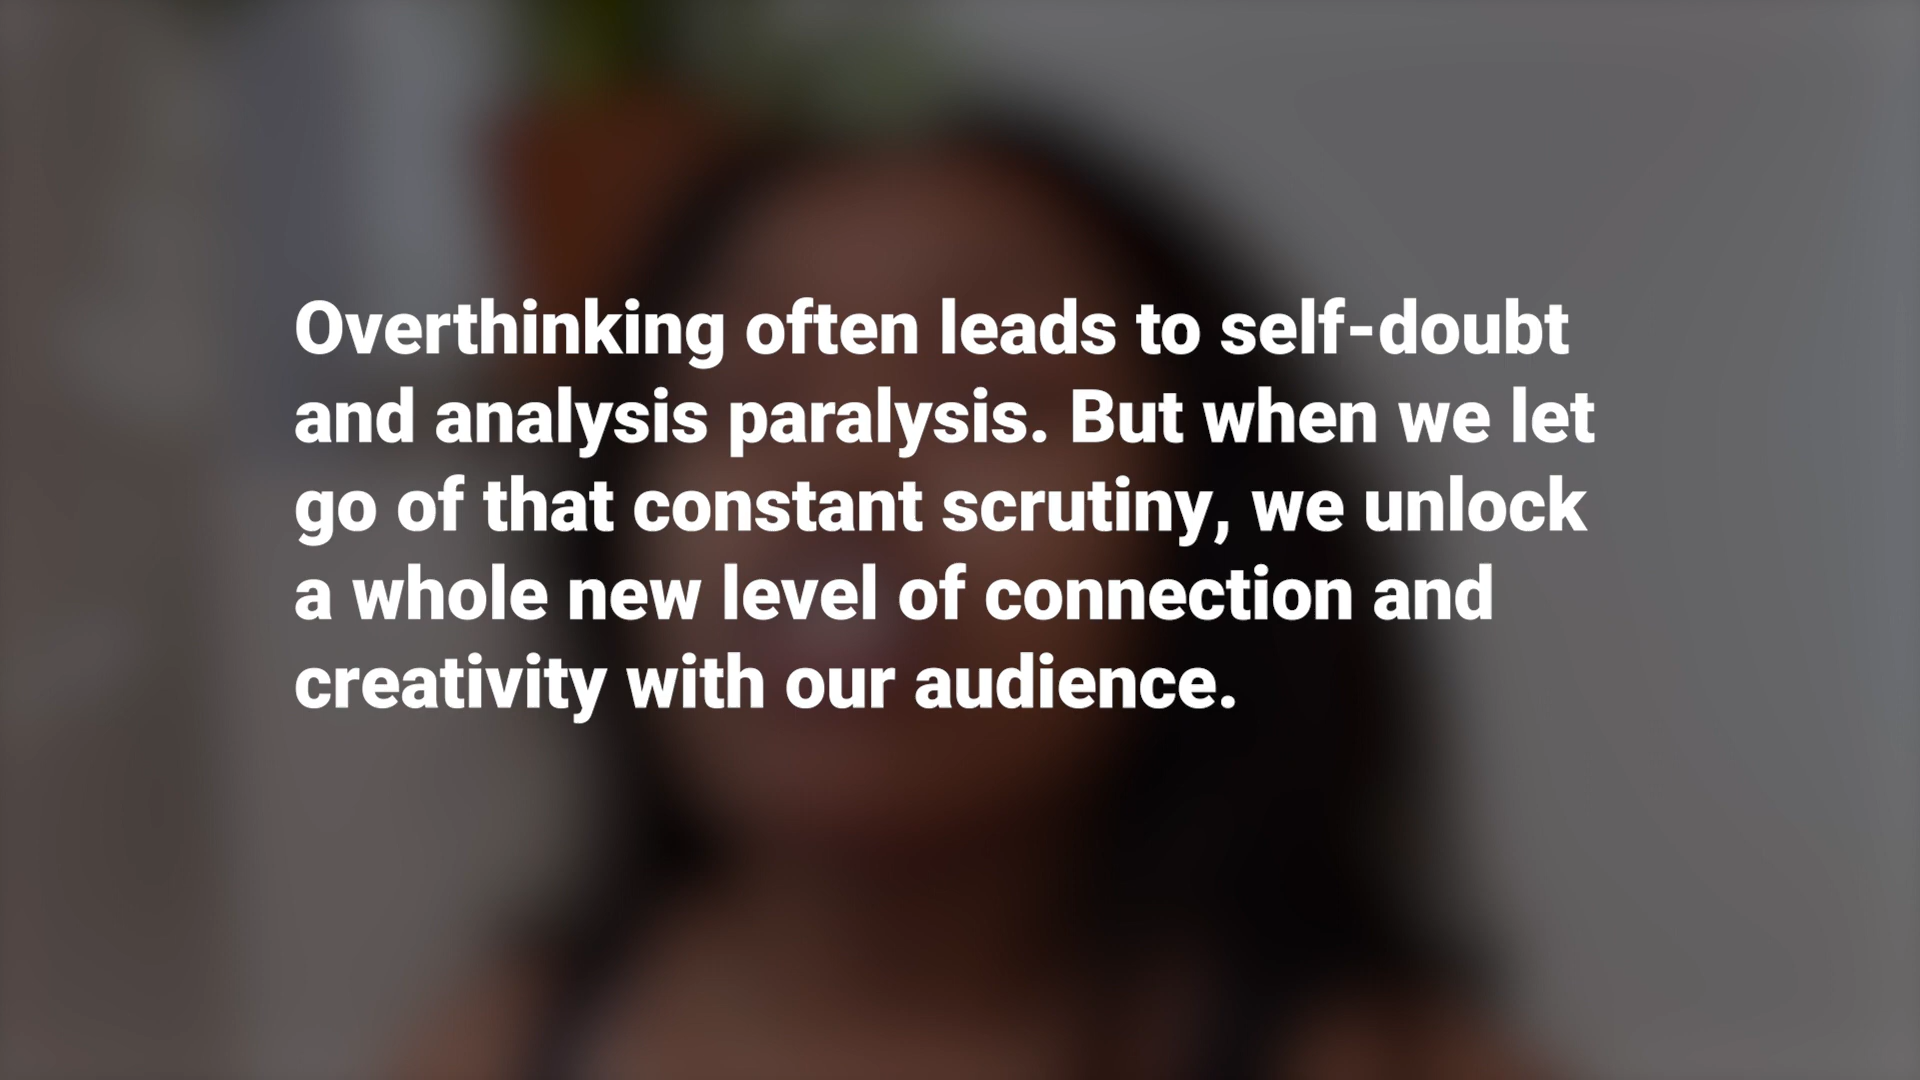 Overthinking often leads to self-doubt
and analysis paralysis. But when we let
go of that constant scrutiny, we unlock
a whole new level of connection and
creativity with our audience.